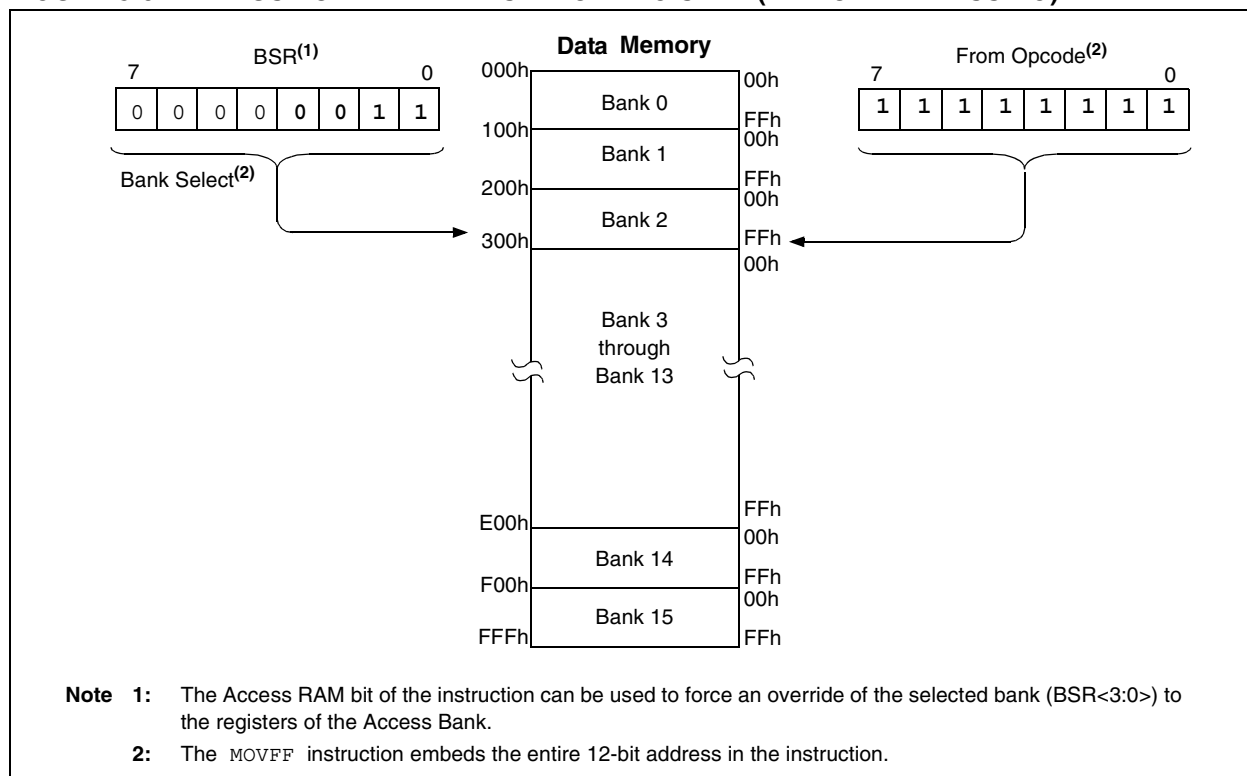 Data Memory
BSR(1)
7 0
0 0 0 0 0 0 1 1
Bank Select(2)
From Opcode(2)
7 0
1 1 1 1 1 1 1 1
000h
Bank 0
00h
FFh
100h
Bank 1
00h
FFh
200h
Bank 2
00h
FFh
300h
00h
Bank 3
through
Bank 13
FFh
E00h
00h
Bank 14
FFh
F00h
00h
Bank 15
FFFh
FFh
Note 1: The Access RAM bit of the instruction can be used to force an override of the selected bank (BSR<3:0>) to
the registers of the Access Bank.
2: The MOVFF instruction embeds the entire 12-bit address in the instruction.